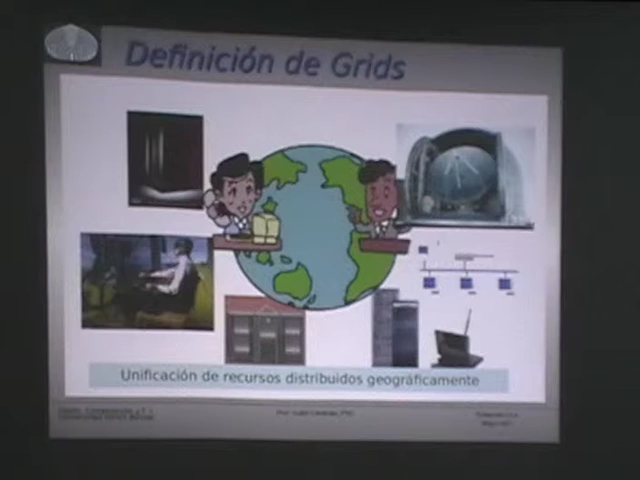 Definición de Grids
Unificación de recursos distribuidos geográficamente